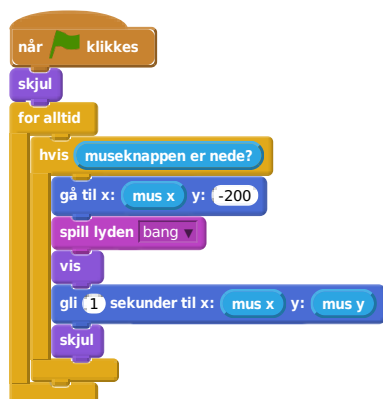 når klikkes
skjul
for alltid
hvis museknappen er nede?
gå til x: mus x y: -200
spill lyden bang
vis
gli 1 sekunder til x: mus x y: mus y
skjul